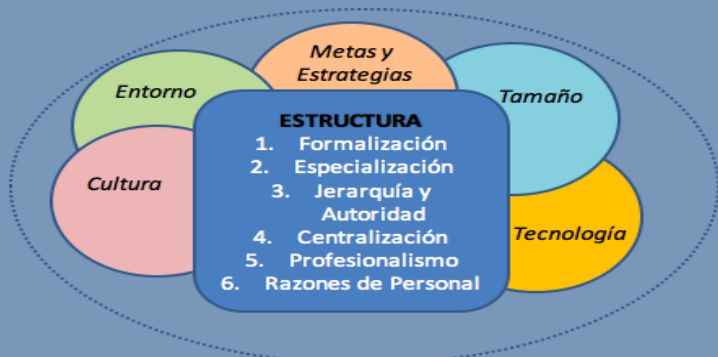 Metas y
Estrategias
Entorno
Tamaño
Cultura
Tecnología
ESTRUCTURA
1. Formalización
2. Especialización
3. Jerarquía y
Autoridad
4. Centralización
5. Profesionalismo
6. Razones de Personal